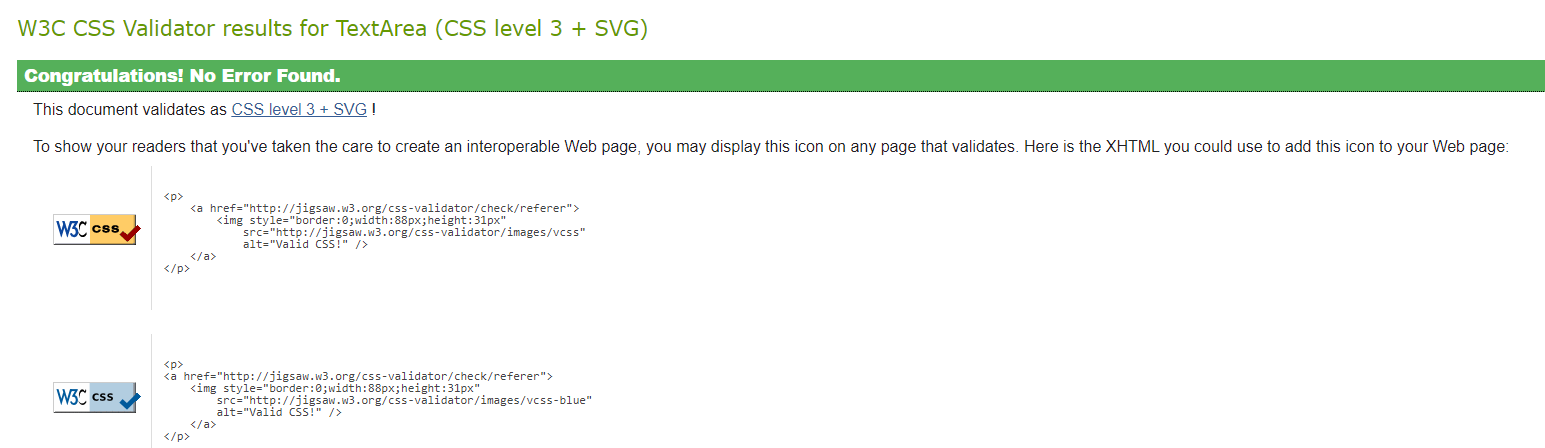 W3C CSS Validator results for TextArea (CSS level 3 + SVG)
Congratulations! No Error Found.
This document validates as CSS level 3 + SVG !
To show your readers that you've taken the care to create an interoperable Web page, you may display this icon on any page that validates. Here is the XHTML you could use to add this icon to your Web page:
W3C css
<p>
<a href="http://jigsaw.w3.org/css-validator/check/referer">
<img style="border:0;width:88px;height:31px"
src="http://jigsaw.w3.org/css-validator/images/vcss"
alt="Valid CSS!" />
</a>
</p>
W3C css
<p>
<a href="http://jigsaw.w3.org/css-validator/check/referer">
<img style="border:0;width:88px;height:31px"
src="http://jigsaw.w3.org/css-validator/images/vcss-blue"
alt="Valid CSS!" />
</a>
</p>